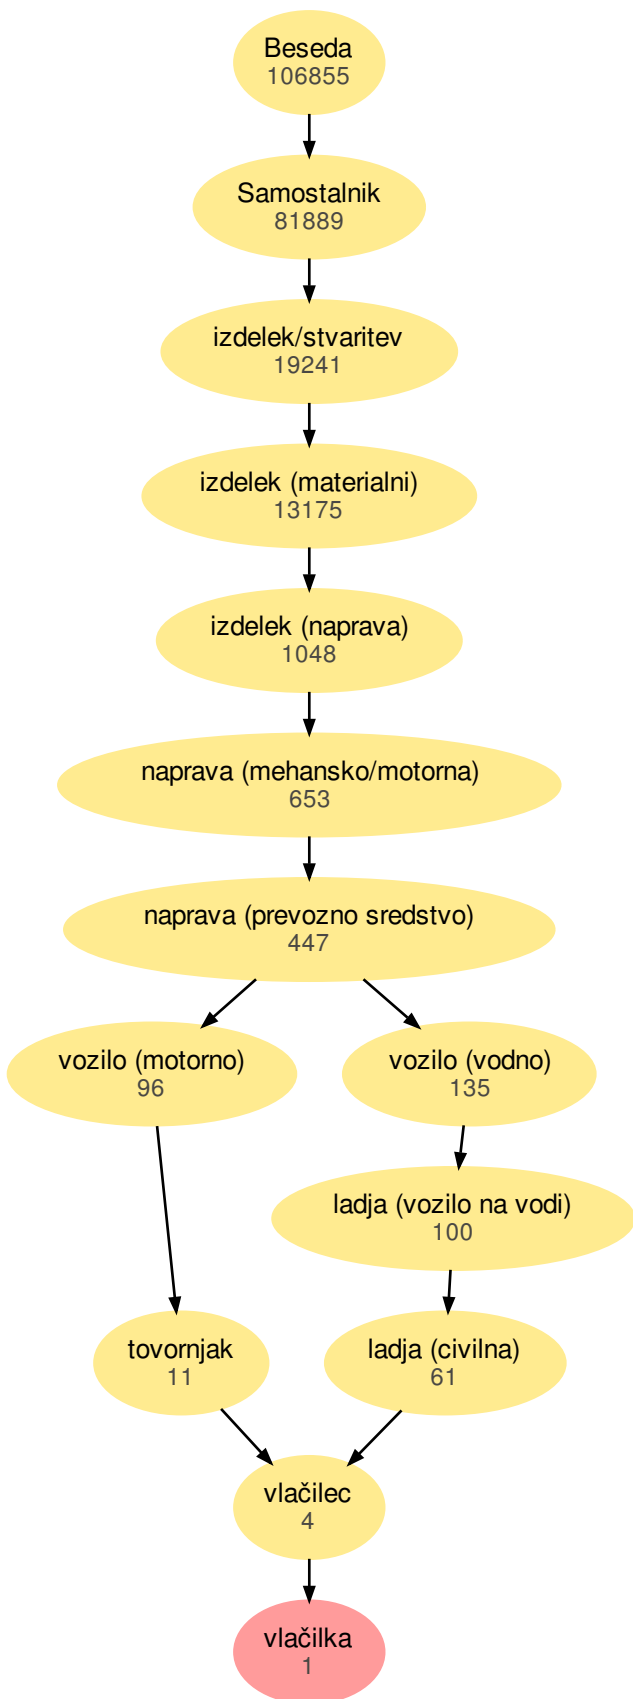 Beseda
106855
Samostalnik
81889
izdelek/stvaritev
19241
izdelek (materialni)
13175
izdelek (naprava)
1048
naprava (mehansko/motorna)
653
naprava (prevozno sredstvo)
447
vozilo (motorno)
96
vozilo (vodno)
135
ladja (vozilo na vodi)
100
tovornjak
11
ladja (civilna)
61
vlačilec
4
vlačilka
1